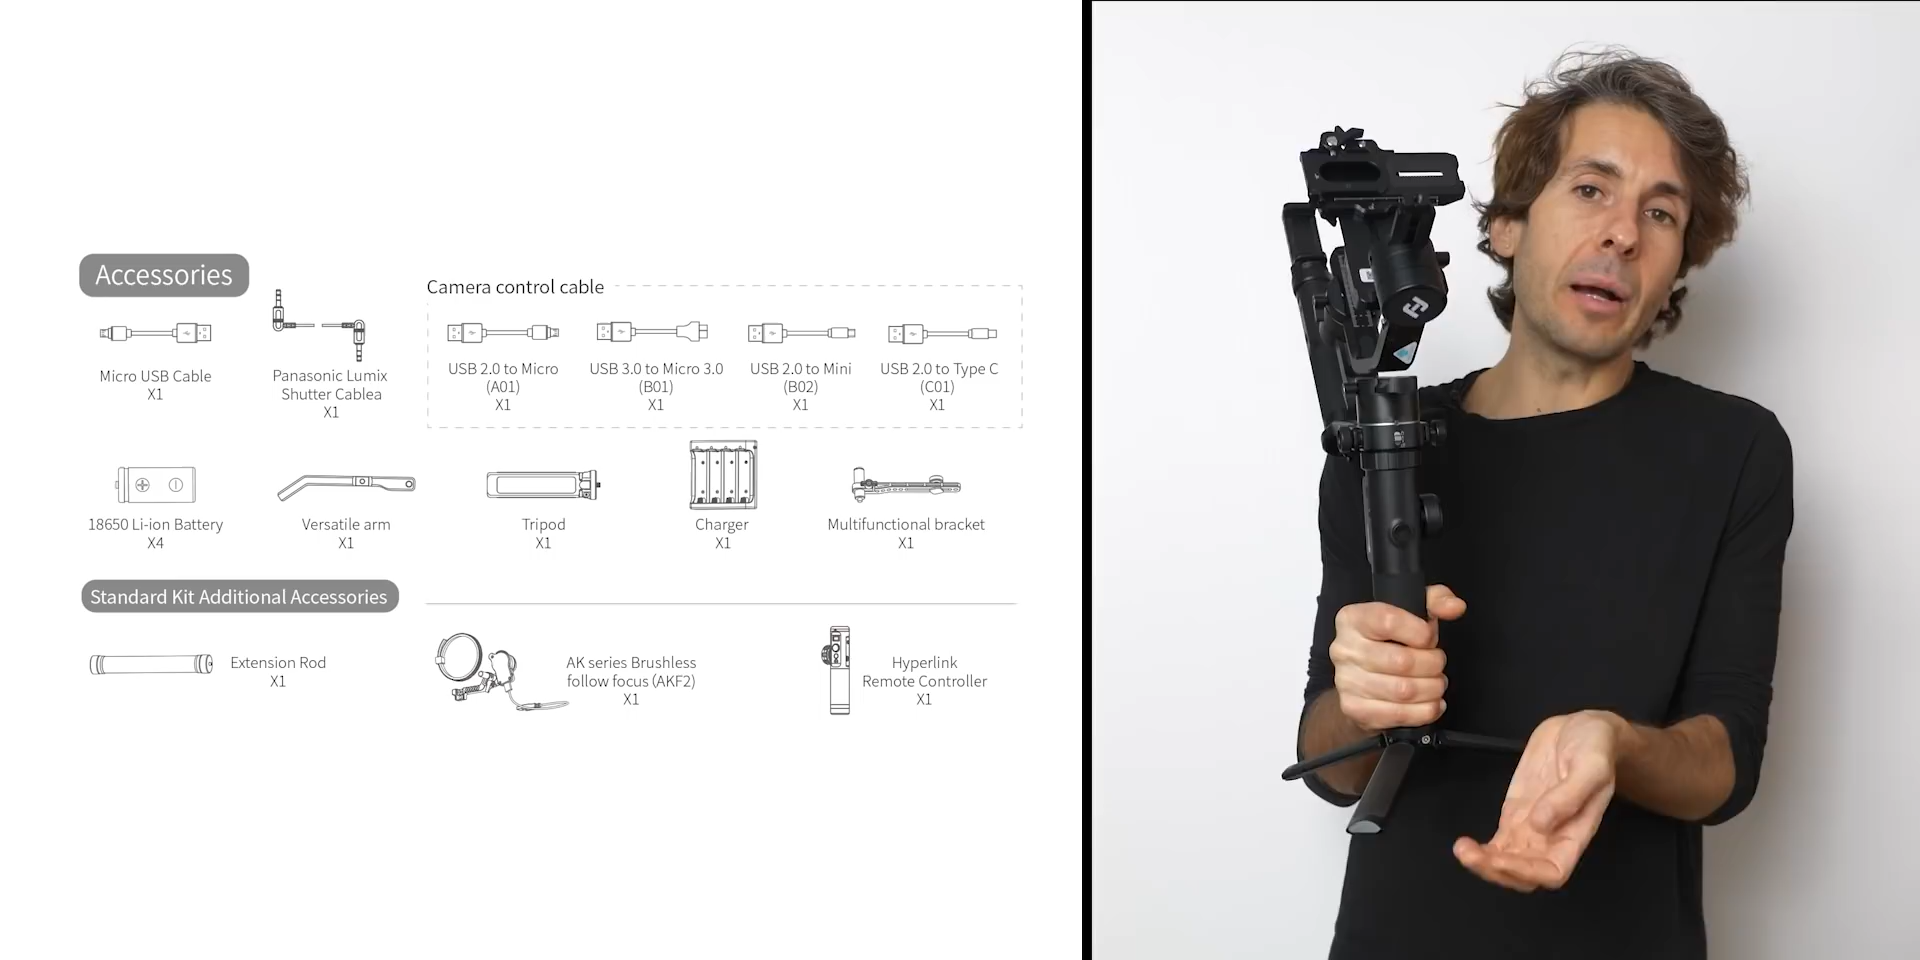 Accessories
Camera control cable
Micro USB Cable
X1
Panasonic Lumix
Shutter Cablea
X1
USB 2.0 to Micro
(A01)
X1
USB 3.0 to Micro 3.0
(B01)
X1
USB 2.0 to Mini
(B02)
X1
USB 2.0 to Type C
(C01)
X1
18650 Li-ion Battery
X4
Versatile arm
X1
Tripod
X1
Charger
X1
Multifunctional bracket
X1
Standard Kit Additional Accessories
Extension Rod
X1
AK series Brushless
follow focus (AKF2)
X1
Hyperlink
Remote Controller
X1